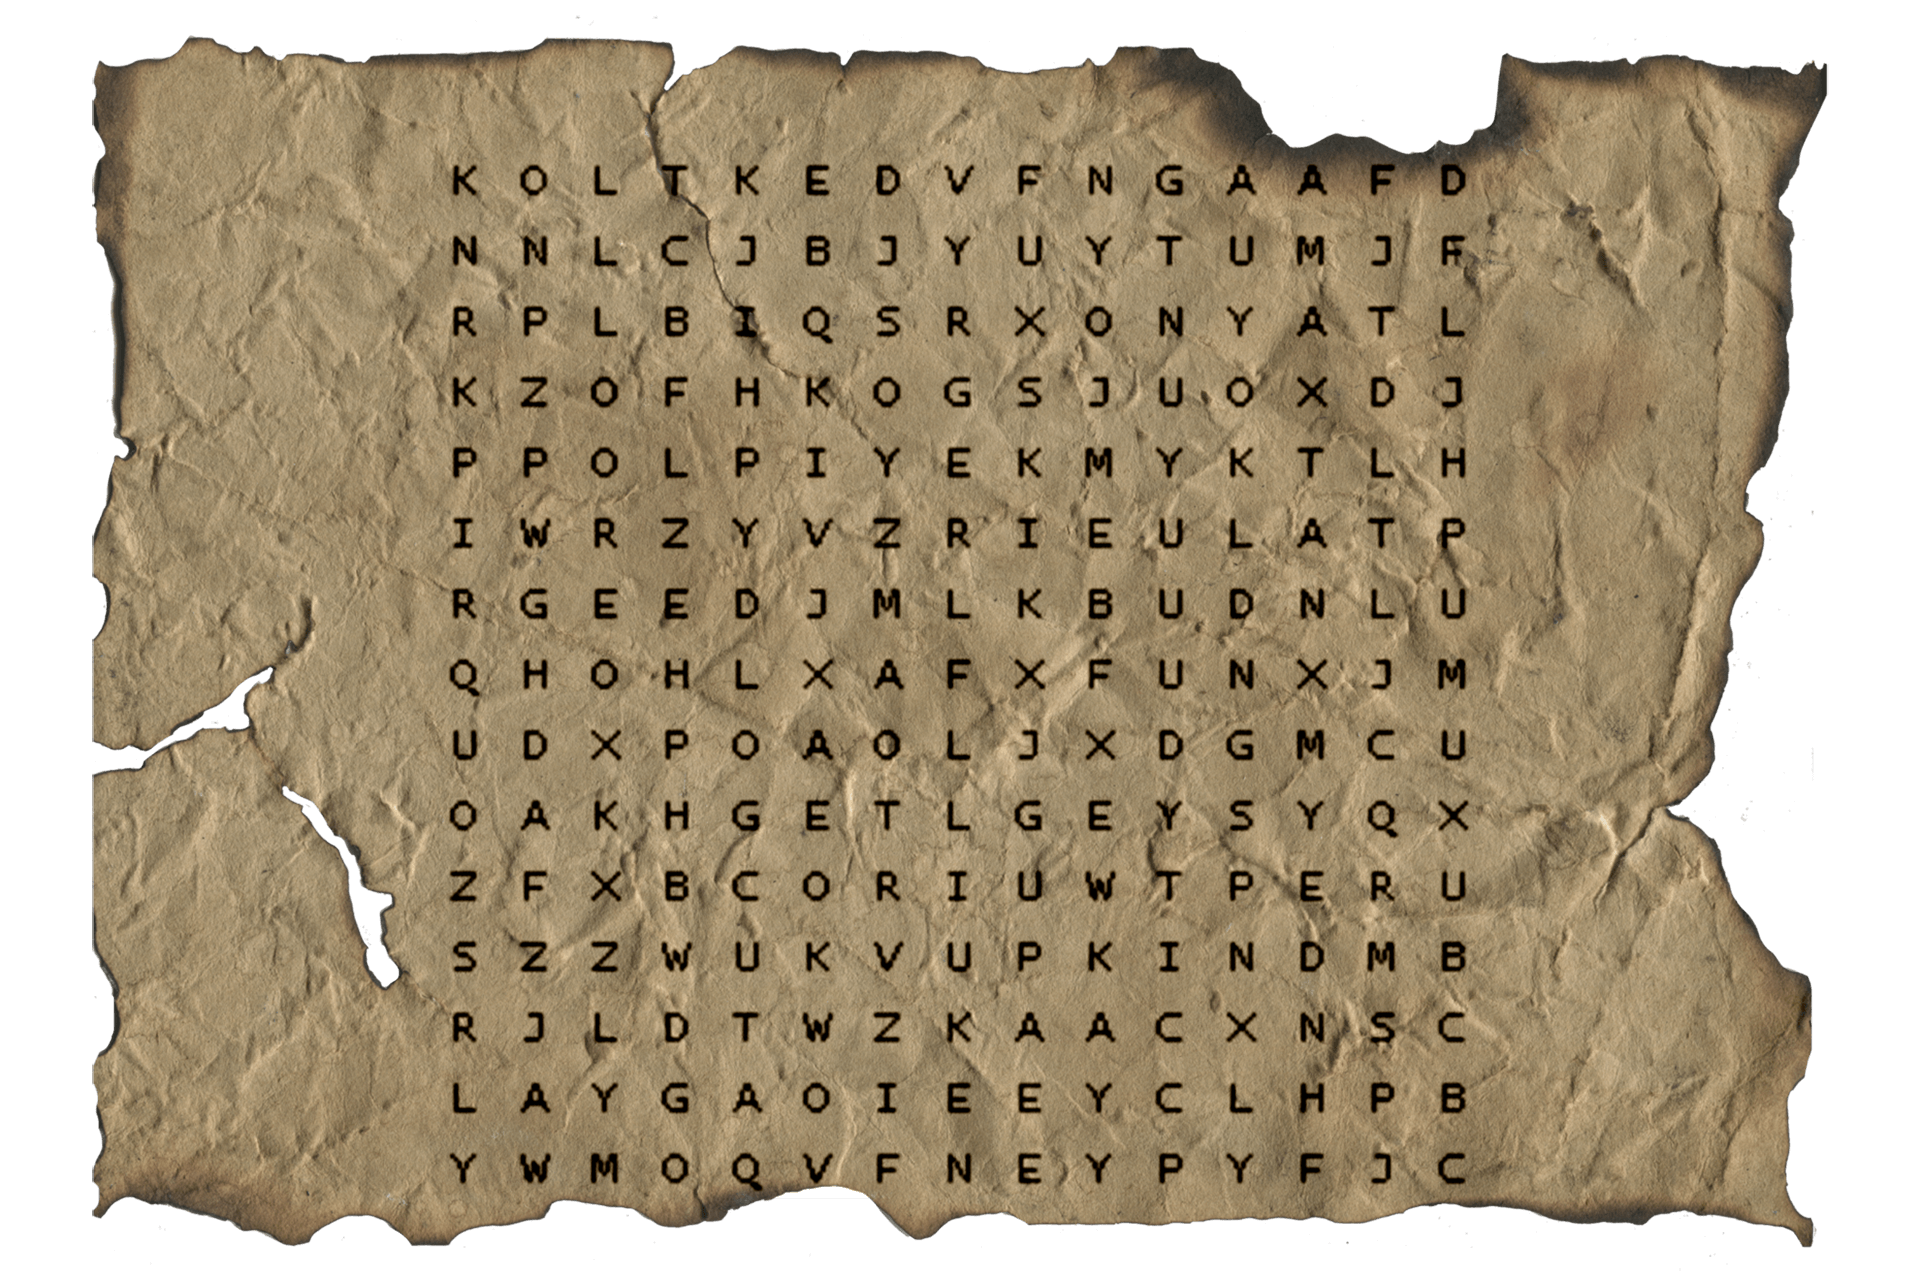 K O L T K E D V F N G A A F D
N N L C J B J Y U Y T U M J F
R P L B I Q S R X O N Y A T L
K Z O F H K O G S J U O X D J
P P O L P I Y E K M Y K T L H
I W R Z Y V Z R I E U L A T P
R G E E D J M L K B U D N L U
Q H O H L X A F X F U N X J M
U D X P O A O L J X D G M C U
O A K H G E T L G E Y S Y Q X
Z F X B C O R I U W T P E R U
S Z Z W U K V U P K I N D M B
R J L D T W Z K A A C X N S C
L A Y G A O I E E Y C L H P B
Y W M O Q V F N E Y P Y F J C